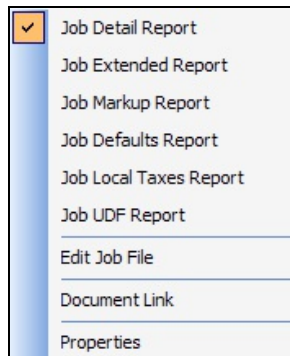 Job Detail Report
Job Extended Report
Job Markup Report
Job Defaults Report
Job Local Taxes Report
Job UDF Report
Edit Job File
Document Link
Properties